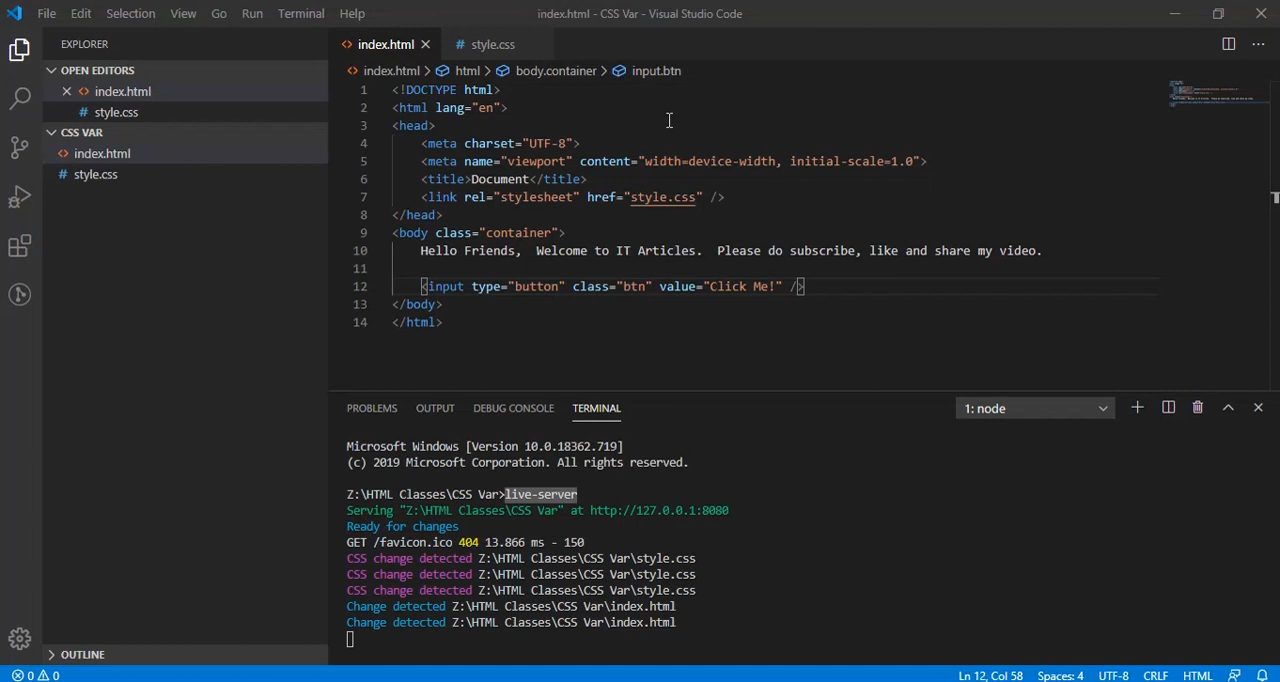 File Edit Selection View Go Run Terminal Help index.html - CSS Var - Visual Studio Code
EXPLORER
OPEN EDITORS
index.html
style.css
CSS VAR
index.html
style.css
OUTLINE
index.html style.css
index.html > html > body.container > input.btn
1 <!DOCTYPE html>
2 <html lang="en">
3 <head>
4 <meta charset="UTF-8">
5 <meta name="viewport" content="width=device-width, initial-scale=1.0">
6 <title>Document</title>
7 <link rel="stylesheet" href="style.css" />
8 </head>
9 <body class="container">
10 Hello Friends,  Welcome to IT Articles.  Please do subscribe, like and share my video.
11
12 <input type="button" class="btn" value="Click Me!" />
13 </body>
14 </html>
PROBLEMS OUTPUT DEBUG CONSOLE TERMINAL 1: node
Microsoft Windows [Version 10.0.18362.719]
(c) 2019 Microsoft Corporation. All rights reserved.
Z:\HTML Classes\CSS Var>live-server
Serving "Z:\HTML Classes\CSS Var" at http://127.0.0.1:8080
Ready for changes
GET /favicon.ico 404 13.866 ms - 150
CSS change detected Z:\HTML Classes\CSS Var\style.css
CSS change detected Z:\HTML Classes\CSS Var\style.css
CSS change detected Z:\HTML Classes\CSS Var\style.css
Change detected Z:\HTML Classes\CSS Var\index.html
Change detected Z:\HTML Classes\CSS Var\index.html
0 0 Ln 12, Col 58 Spaces: 4 UTF-8 CRLF HTML